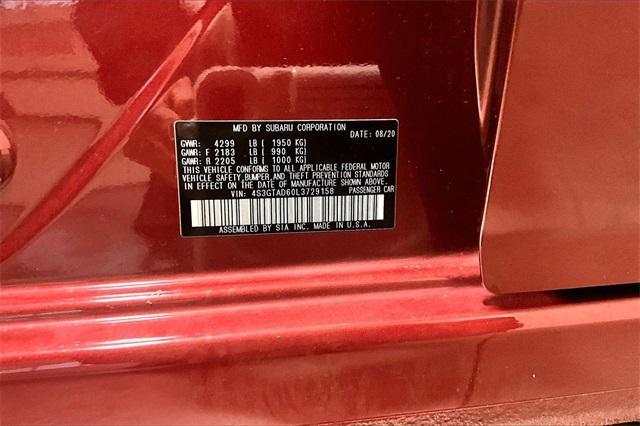 MFD BY SUBARU CORPORATION
DATE: 08/20
GVWR: 4299 LB ( 1950 KG)
GAWR: F 2183 LB ( 990 KG)
GAWR: R 2205 LB ( 1000 KG)
THIS VEHICLE CONFORMS TO ALL APPLICABLE FEDERAL MOTOR
VEHICLE SAFETY, BUMPER, AND THEFT PREVENTION STANDARDS
IN EFFECT ON THE DATE OF MANUFACTURE SHOWN ABOVE.
VIN: 4S3GTAD60L3729158 PASSENGER CAR
ASSEMBLED BY SIA INC. MADE IN U.S.A.